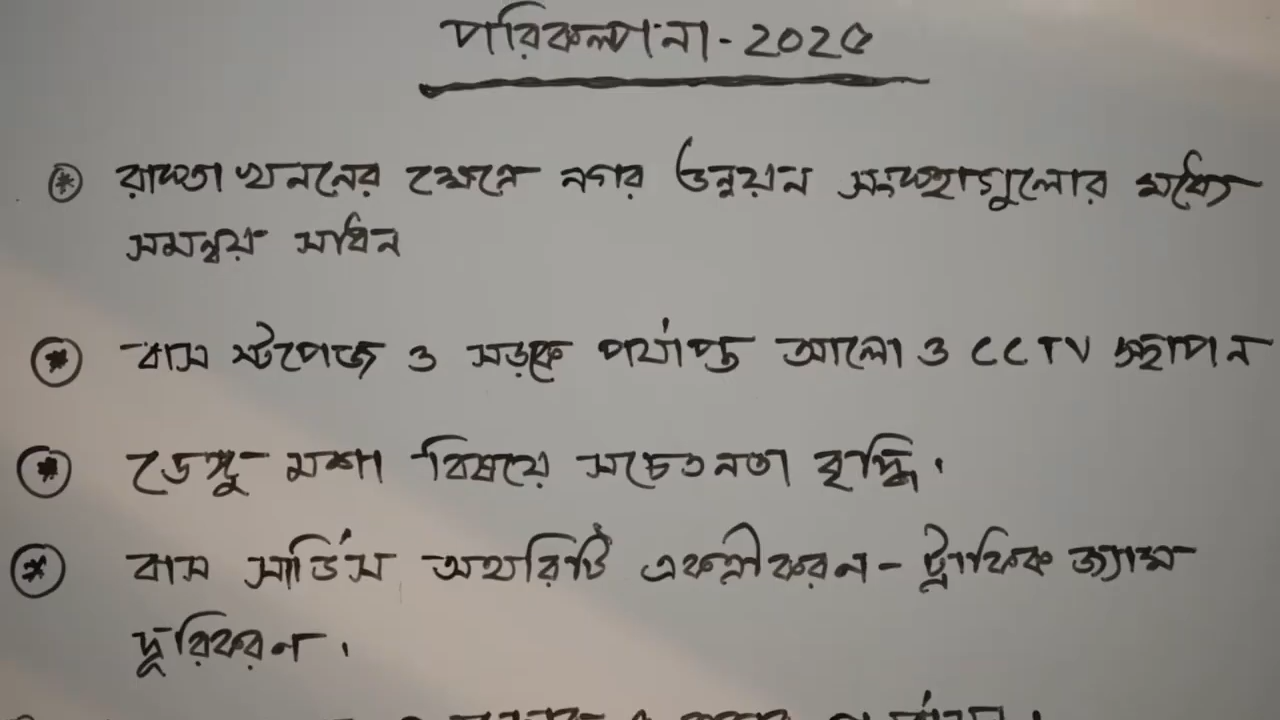 পরিকল্পনা-২০২৫
রাস্তা খননের ক্ষেত্রে নগর উন্নয়ন সংস্থাগুলোর মধ্যে
সমন্বয় সাধন
বাস স্টপেজ ও সড়কে পর্যাপ্ত আলো ও CCTV স্থাপন
ডেঙ্গু মশা বিষয়ে সচেতনতা বৃদ্ধি।
বাস সার্ভিস অথরিটি একত্রীকরণ - ট্রাফিক জ্যাম
দূরিকরণ।